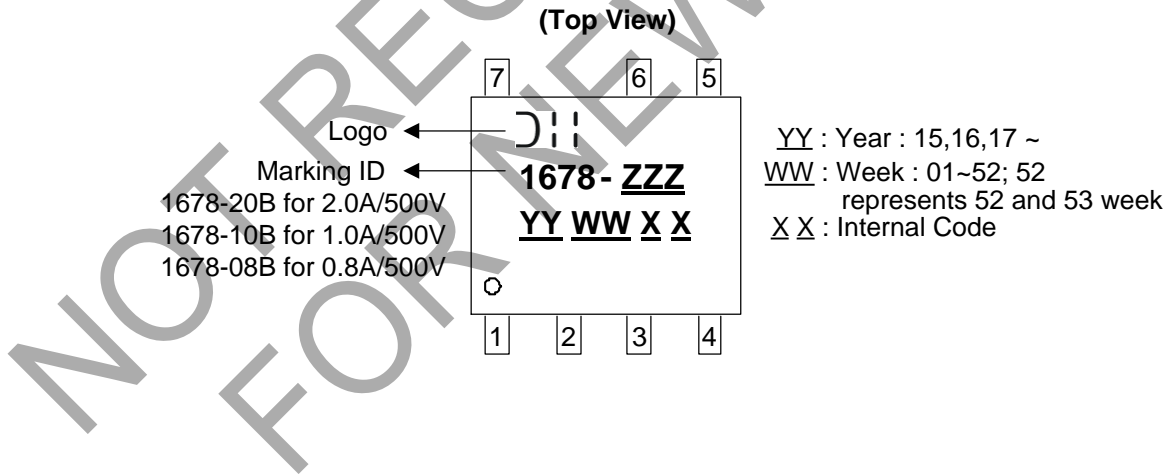 (Top View)
7 6 5
Logo
Marking ID
1678-20B for 2.0A/500V
1678-10B for 1.0A/500V
1678-08B for 0.8A/500V
1678- ZZZ
YY WW X X
1 2 3 4
YY : Year : 15,16,17 ~
WW : Week : 01~52; 52
represents 52 and 53 week
X X : Internal Code
NOT
FOR NEW